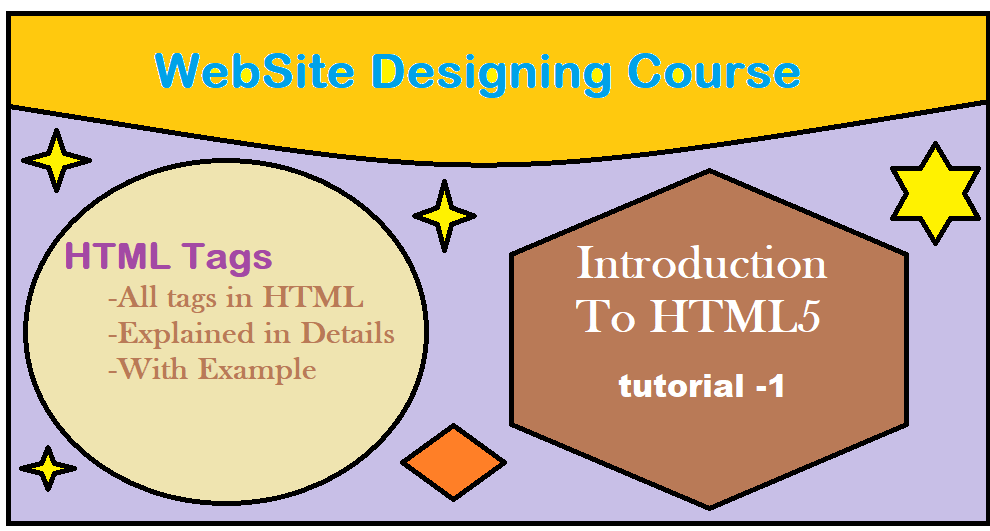 WebSite Designing Course
HTML Tags
-All tags in HTML
-Explained in Details
-With Example
Introduction
To HTML5
tutorial -1